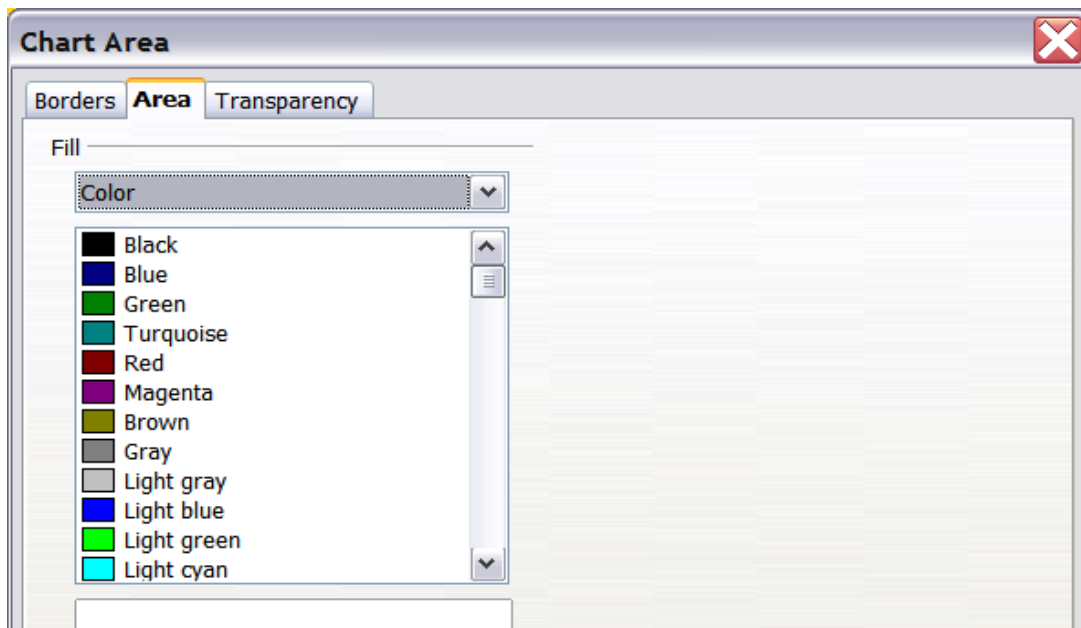 Chart Area
Borders Area Transparency
Fill
Color
Black
Blue
Green
Turquoise
Red
Magenta
Brown
Gray
Light gray
Light blue
Light green
Light cyan